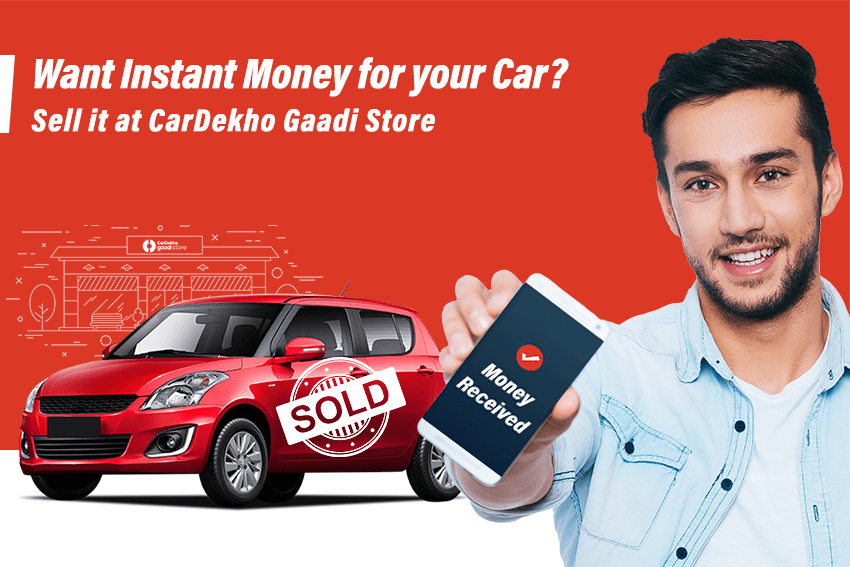 Want Instant Money for your Car?
Sell it at CarDekho Gaadi Store
CarDekho
gaadi store
SOLD
Money
Received